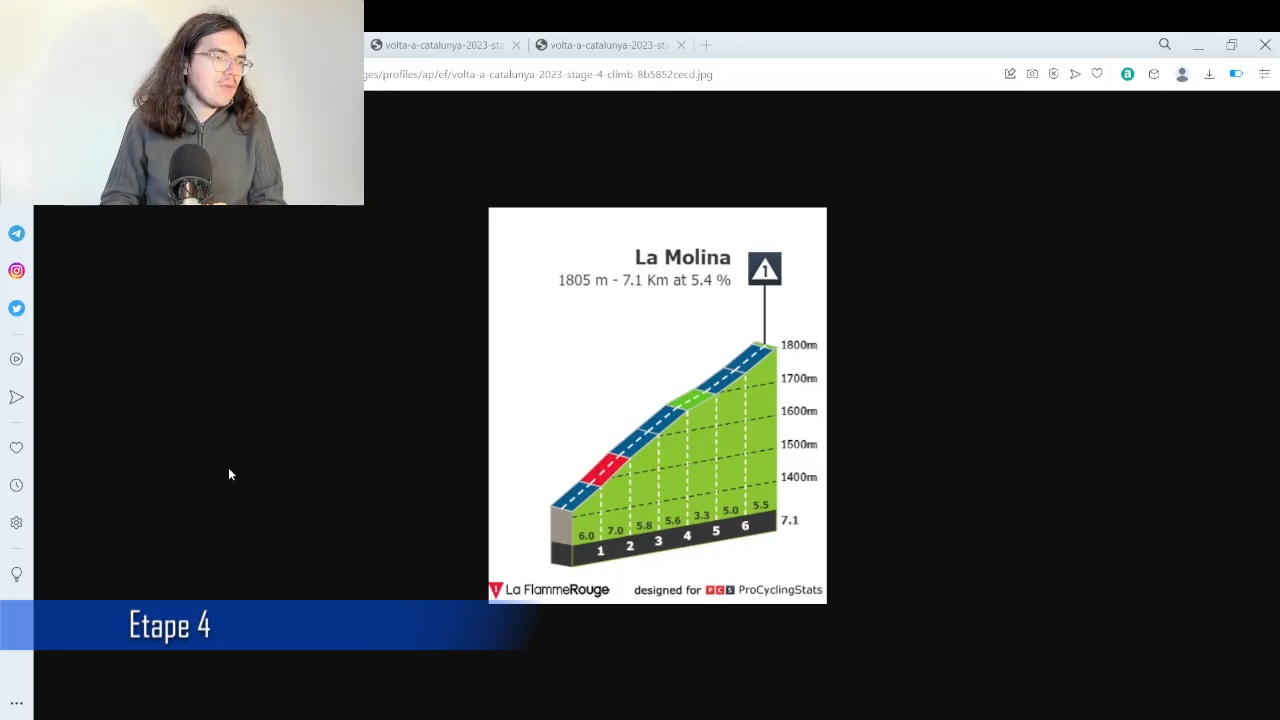 volta-a-catalunya-2023-sta
volta-a-catalunya-2023-sta
ges/profiles/ap/ef/volta-a-catalunya-2023-stage-4-climb-8b5852cecd.jpg
La Molina
1805 m - 7.1 Km at 5.4 %
1
1800m
1700m
1600m
1500m
1400m
6.0 7.0 5.8 5.6 3.3 5.0 5.5
1 2 3 4 5 6 7.1
La FlammeRouge designed for PCS ProCyclingStats
Etape 4